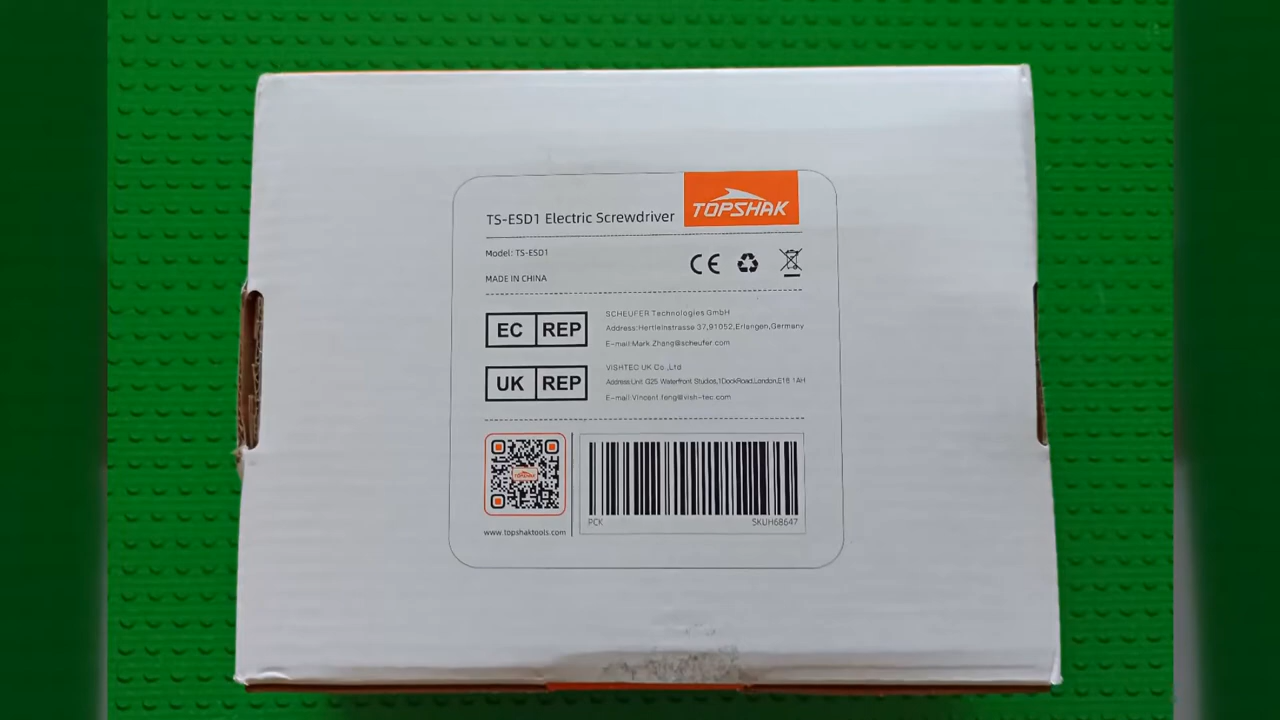 TS-ESD1 Electric Screwdriver
TOPSHAK
Model: TS-ESD1
MADE IN CHINA
CE
EC REP
SCHEUFER Technologies GmbH
Address:Hertleinstrasse 37,91052,Erlangen,Germany
E-mail:Mark.Zhang@scheufer.com
UK REP
VISHTEC UK Co.,Ltd
Address:Unit G25 Waterfront Studios,1DockRoad,London,E16 1AH
E-mail:Vincent.feng@vish-tec.com
TOPSHAK
www.topshaktools.com
PCK
SKUH68647